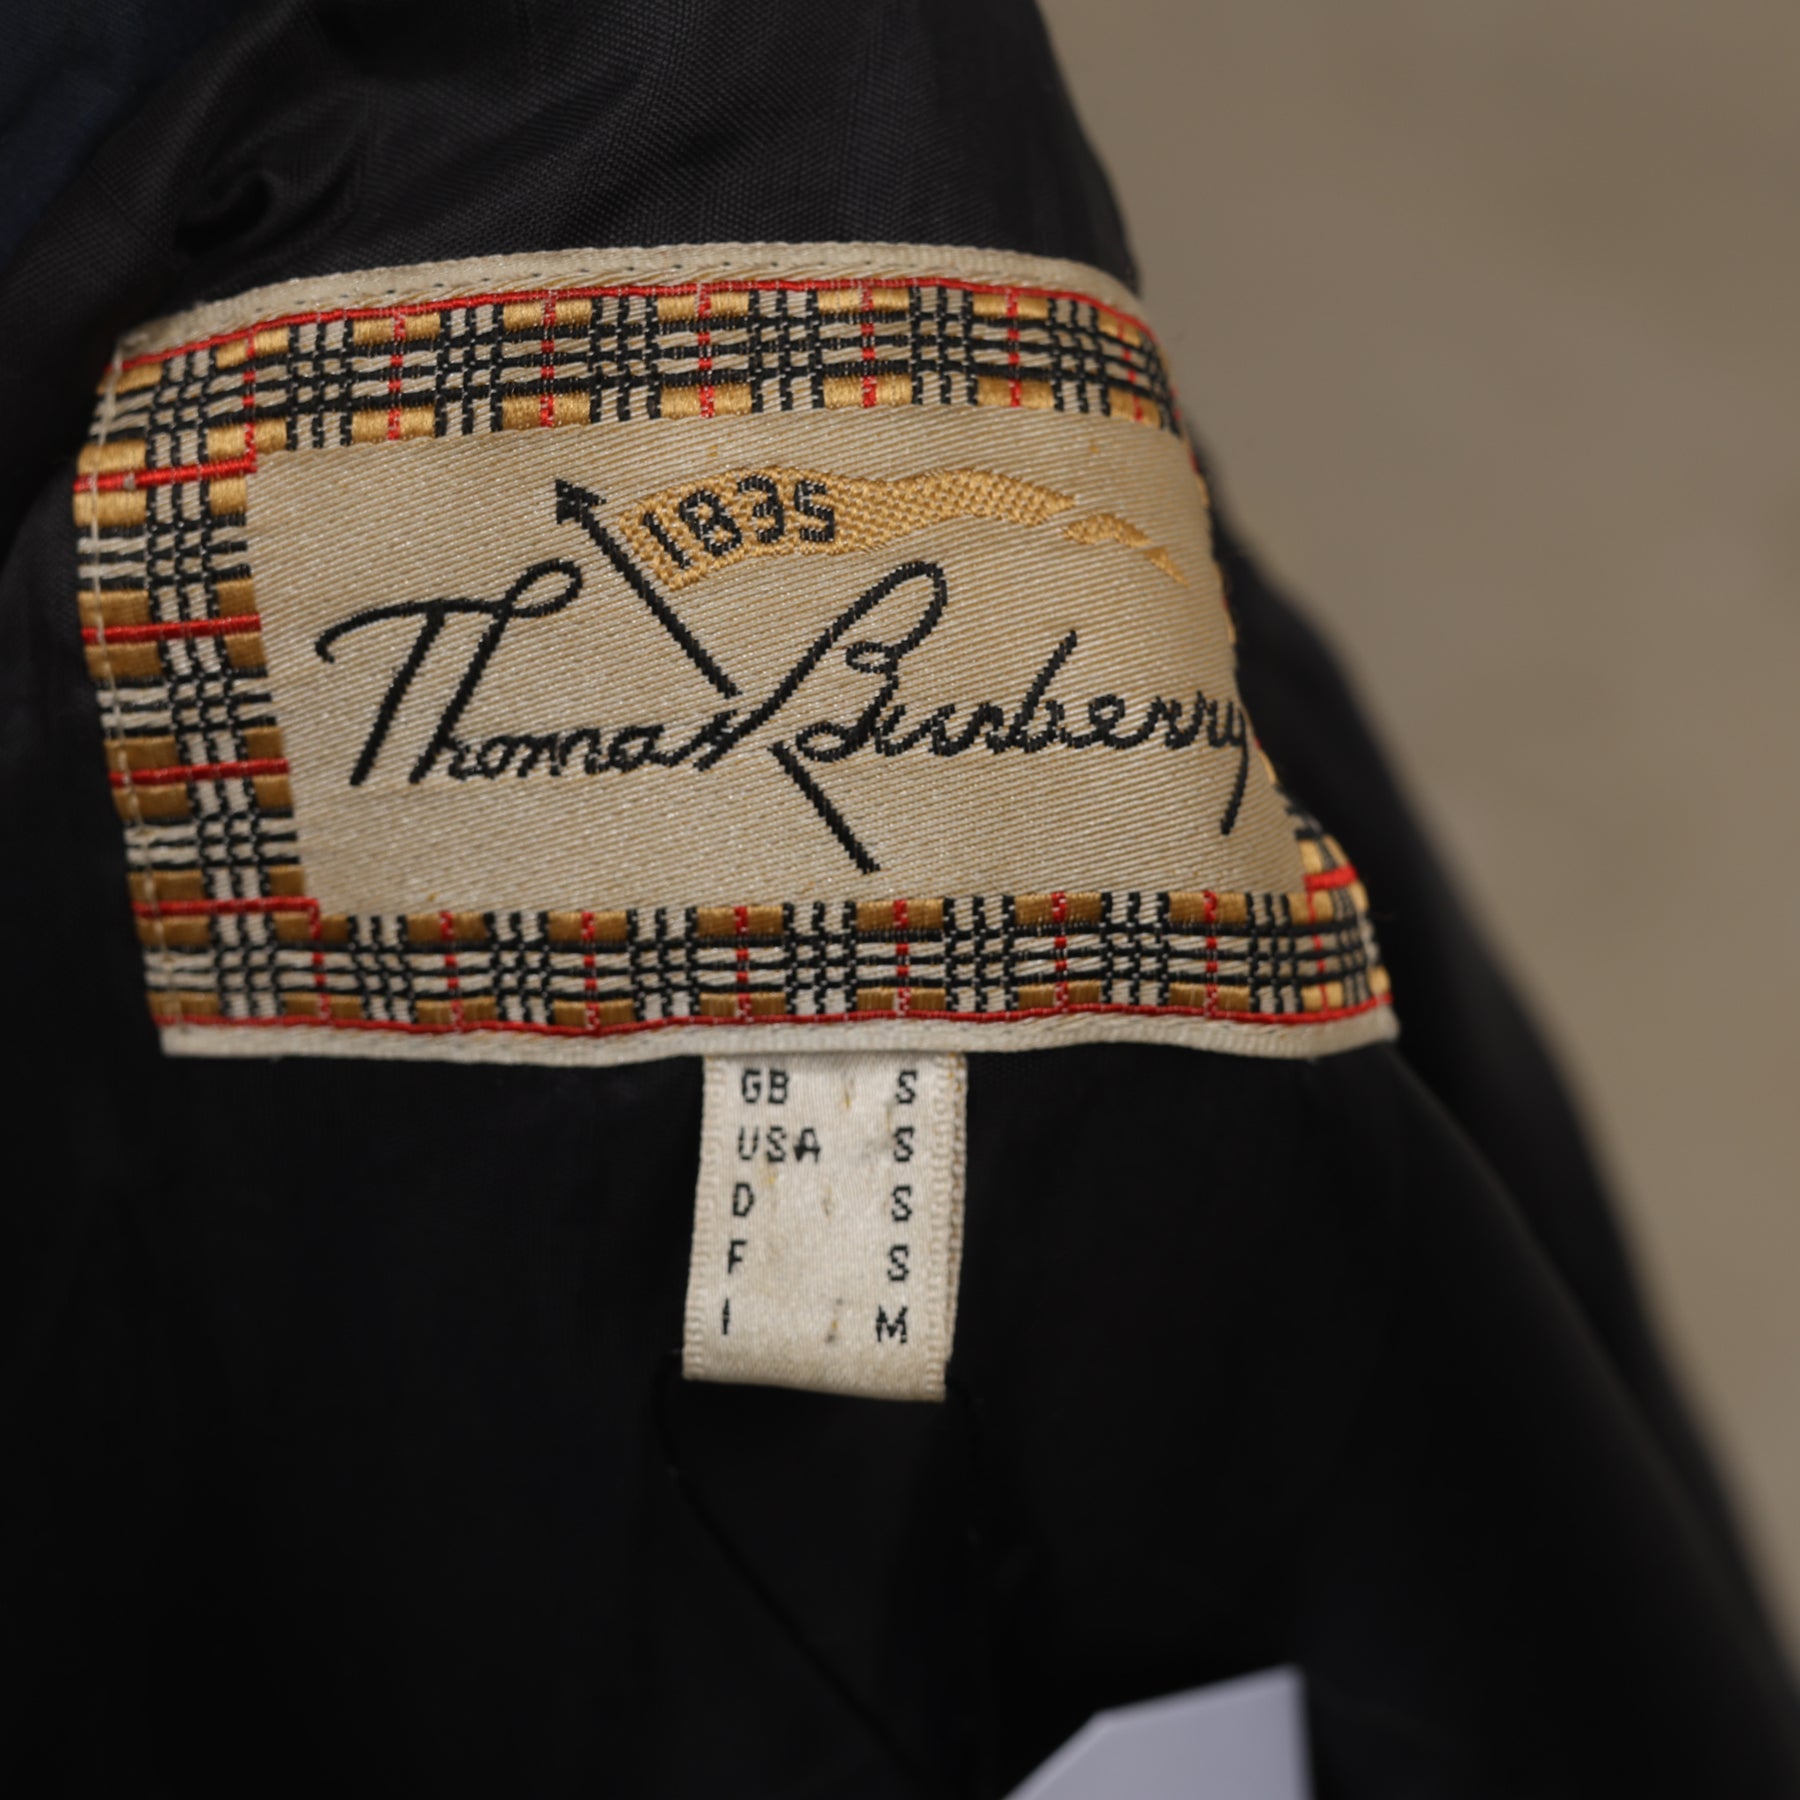 1835
Thomas Burberry
GB S
USA S
D S
F S
I M